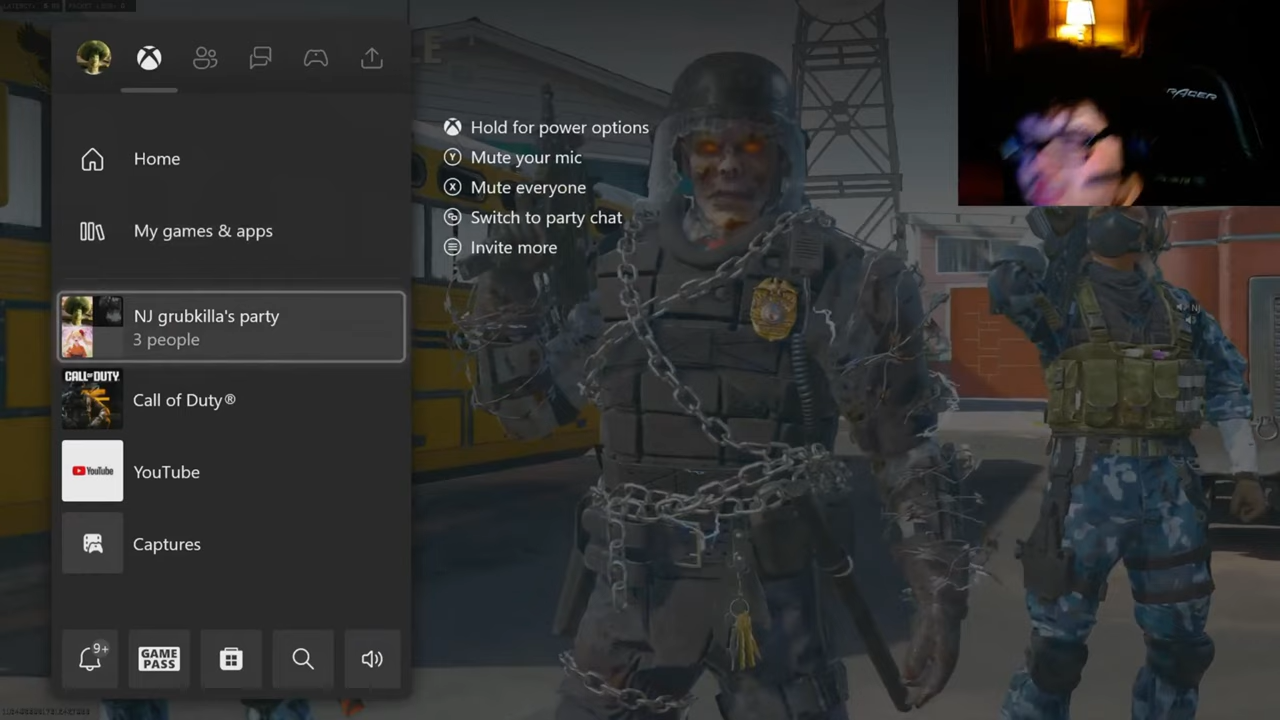 Home
My games & apps
NJ grubkilla's party
3 people
CALL OF DUTY
Call of Duty®
YouTube
YouTube
Captures
9+
GAME PASS
Hold for power options
Y Mute your mic
X Mute everyone
Switch to party chat
Invite more
E
NJ